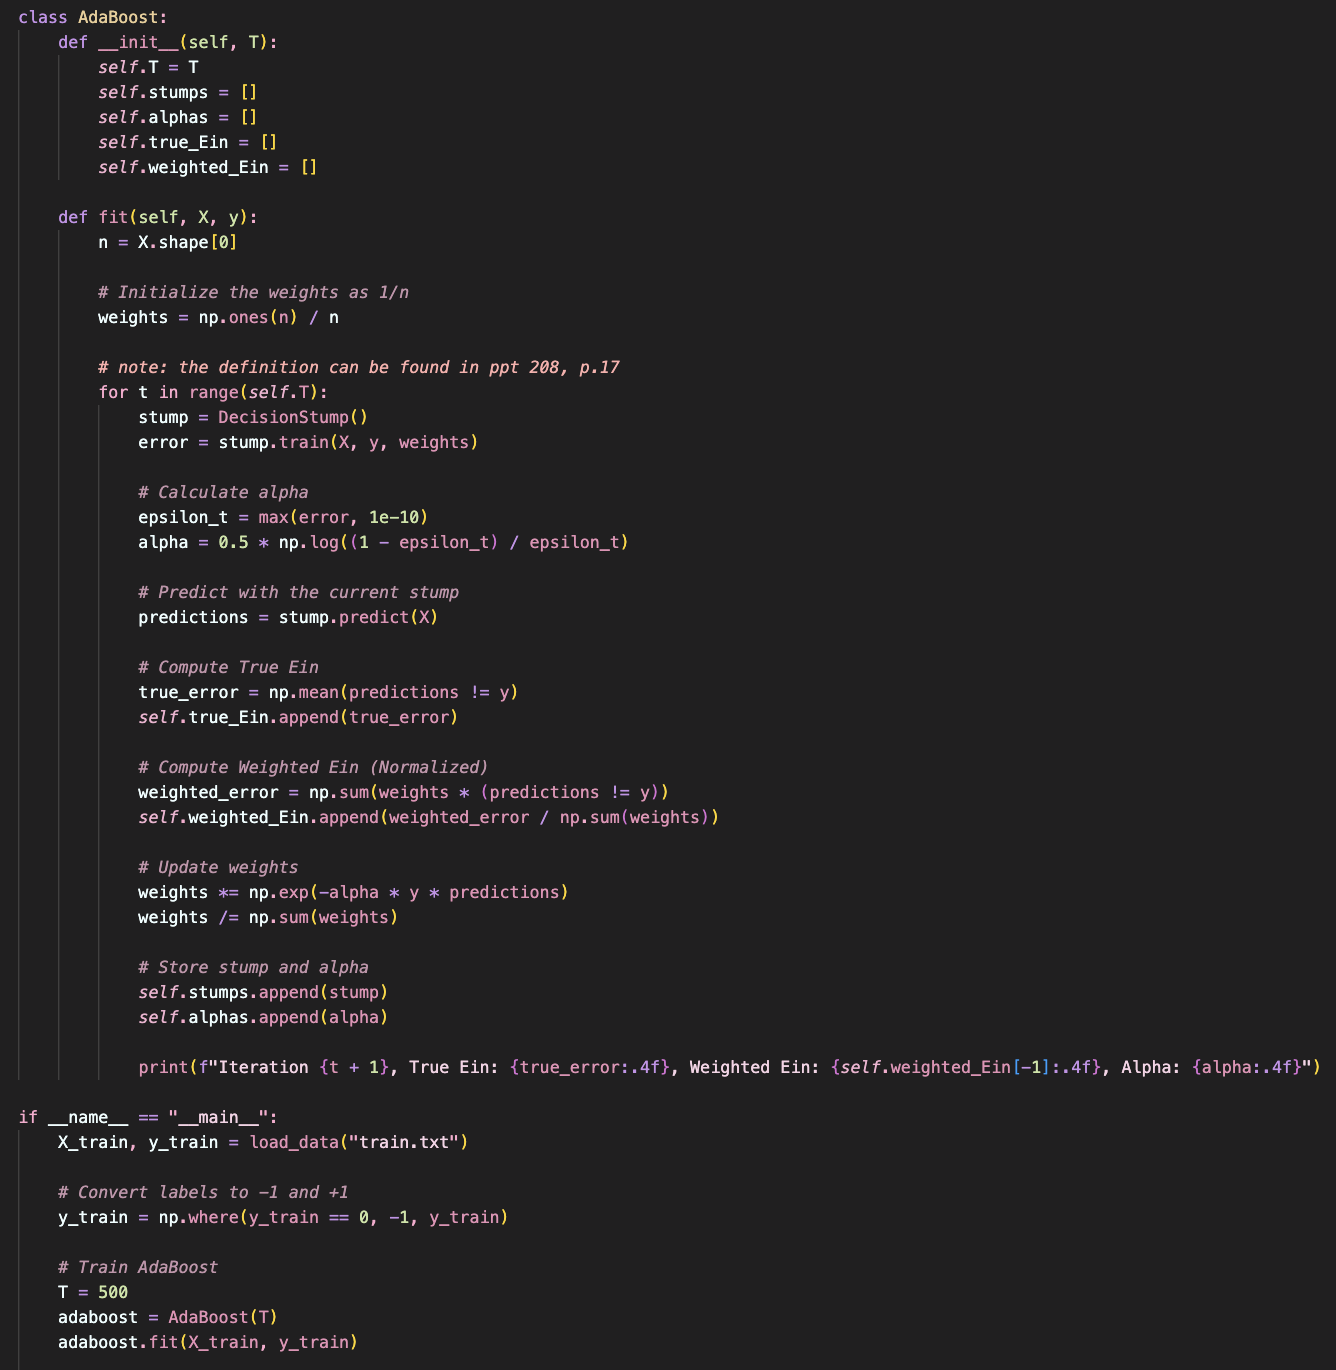 class AdaBoost:
    def __init__(self, T):
        self.T = T
        self.stumps = []
        self.alphas = []
        self.true_Ein = []
        self.weighted_Ein = []

    def fit(self, X, y):
        n = X.shape[0]

        # Initialize the weights as 1/n
        weights = np.ones(n) / n

        # note: the definition can be found in ppt 208, p.17
        for t in range(self.T):
            stump = DecisionStump()
            error = stump.train(X, y, weights)

            # Calculate alpha
            epsilon_t = max(error, 1e-10)
            alpha = 0.5 * np.log((1 - epsilon_t) / epsilon_t)

            # Predict with the current stump
            predictions = stump.predict(X)

            # Compute True Ein
            true_error = np.mean(predictions != y)
            self.true_Ein.append(true_error)

            # Compute Weighted Ein (Normalized)
            weighted_error = np.sum(weights * (predictions != y))
            self.weighted_Ein.append(weighted_error / np.sum(weights))

            # Update weights
            weights *= np.exp(-alpha * y * predictions)
            weights /= np.sum(weights)

            # Store stump and alpha
            self.stumps.append(stump)
            self.alphas.append(alpha)

            print(f"Iteration {t + 1}, True Ein: {true_error:.4f}, Weighted Ein: {self.weighted_Ein[-1]:.4f}, Alpha: {alpha:.4f}")

if __name__ == "__main__":
    X_train, y_train = load_data("train.txt")

    # Convert labels to -1 and +1
    y_train = np.where(y_train == 0, -1, y_train)

    # Train AdaBoost
    T = 500
    adaboost = AdaBoost(T)
    adaboost.fit(X_train, y_train)